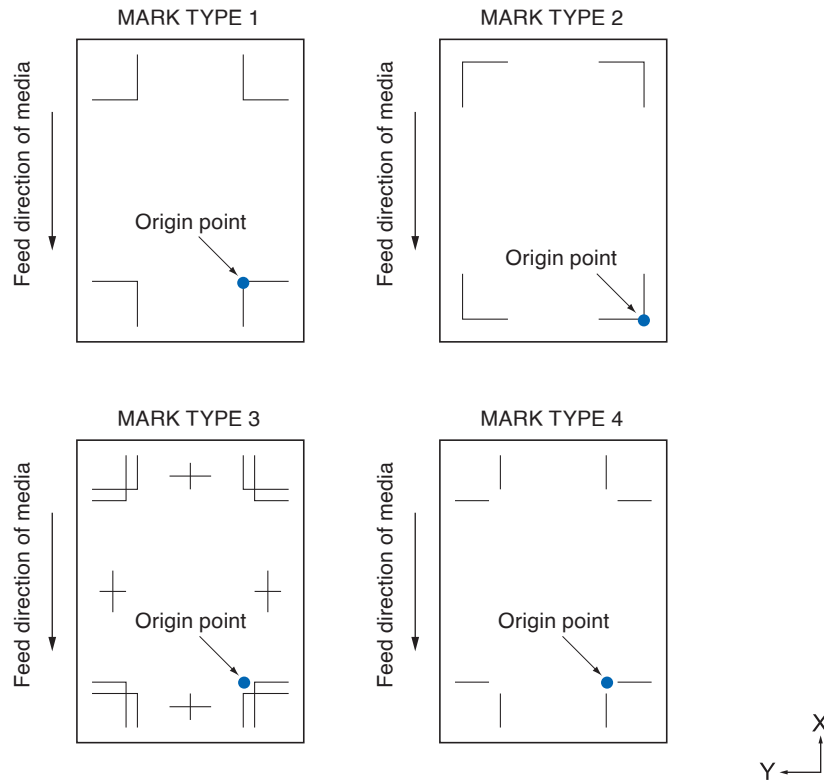 MARK TYPE 1
Feed direction of media
Origin point
MARK TYPE 2
Feed direction of media
Origin point
MARK TYPE 3
Feed direction of media
Origin point
MARK TYPE 4
Feed direction of media
Origin point
X
Y